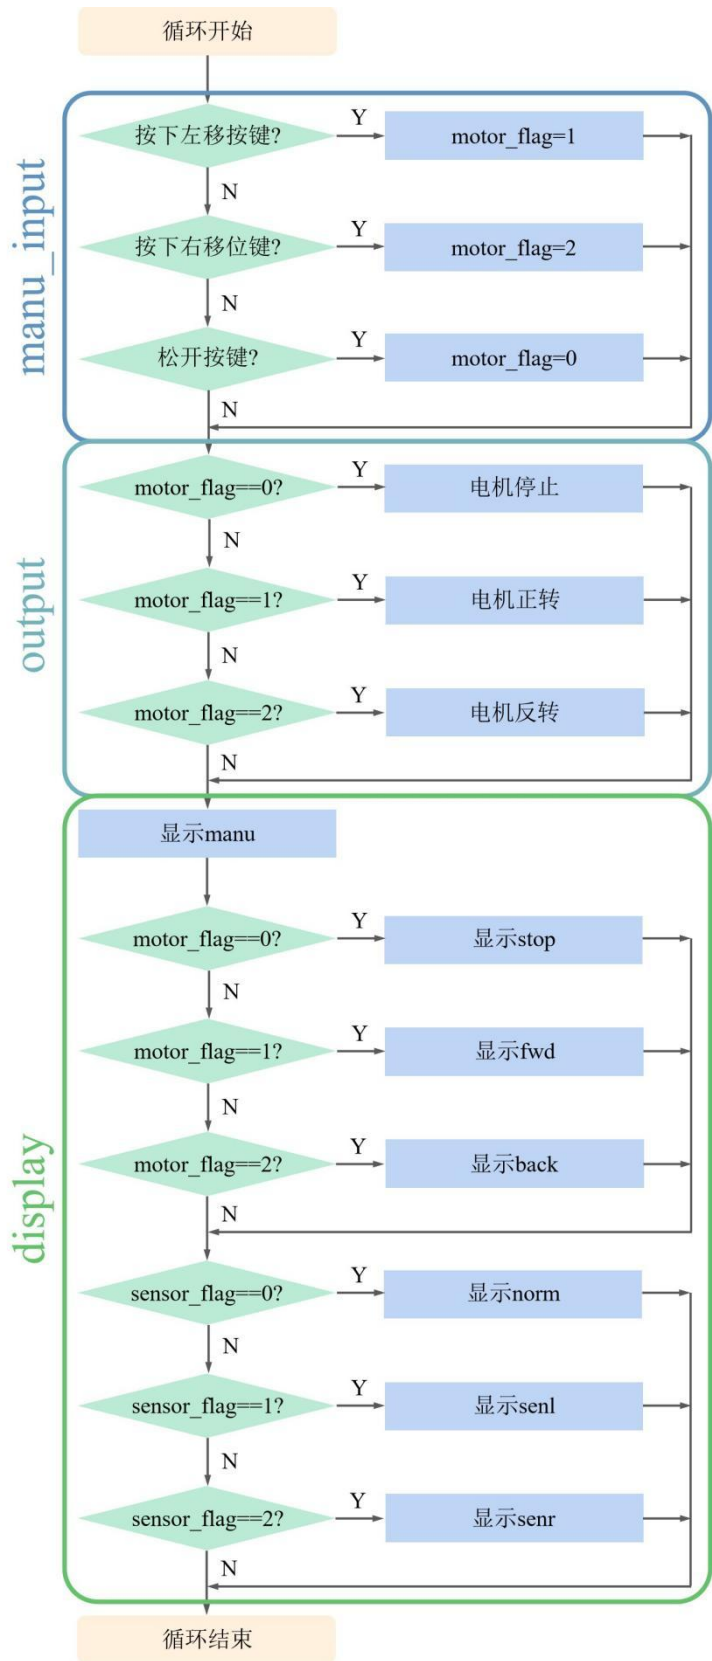 循环开始
manu_input
按下左移按键?
Y
motor_flag=1
N
按下右移位键?
Y
motor_flag=2
N
松开按键?
Y
motor_flag=0
N
output
motor_flag==0?
Y
电机停止
N
motor_flag==1?
Y
电机正转
N
motor_flag==2?
Y
电机反转
N
display
显示manu
motor_flag==0?
Y
显示stop
N
motor_flag==1?
Y
显示fwd
N
motor_flag==2?
Y
显示back
N
sensor_flag==0?
Y
显示norm
N
sensor_flag==1?
Y
显示senl
N
sensor_flag==2?
Y
显示senr
N
循环结束